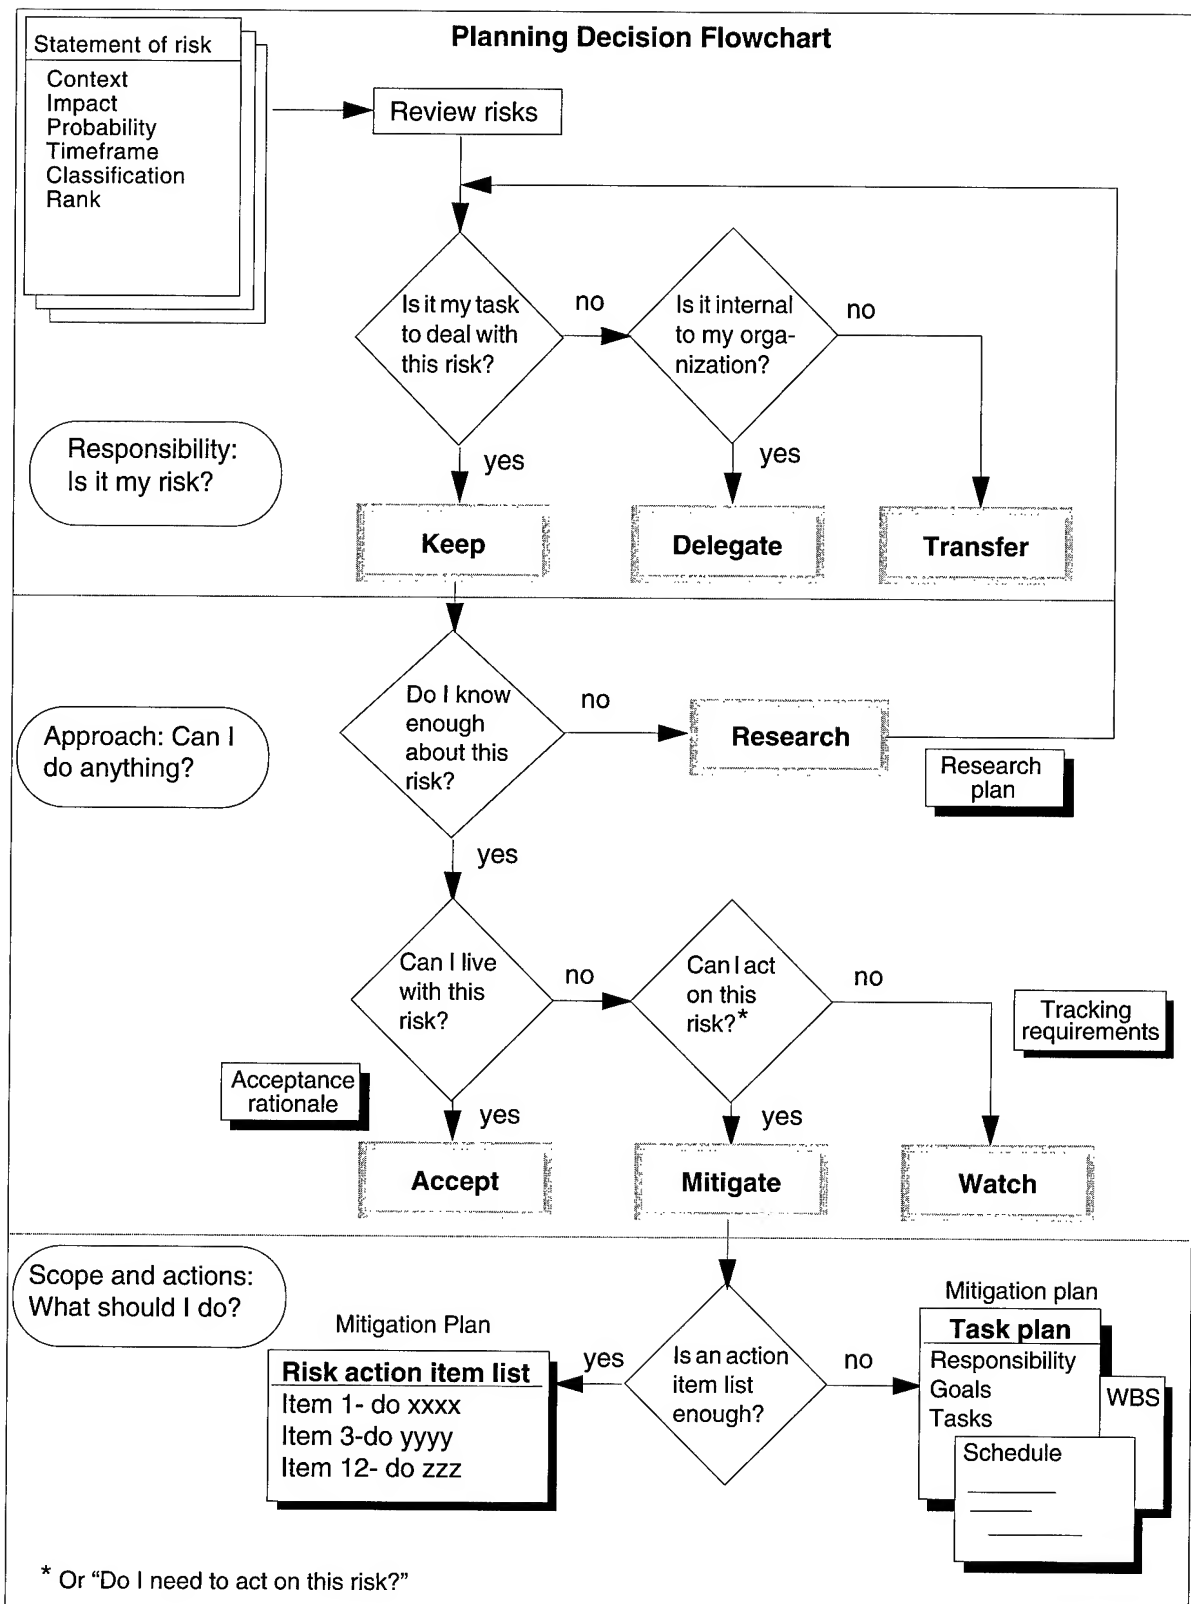 Planning Decision Flowchart
Statement of risk
Context
Impact
Probability
Timeframe
Classification
Rank
Review risks
Is it my task
to deal with
this risk?
no
Is it internal
to my orga-
nization?
no
Responsibility:
Is it my risk?
yes
yes
Keep
Delegate
Transfer
Do I know
enough
about this
risk?
no
Research
Approach: Can I
do anything?
Research
plan
yes
Can I live
with this
risk?
no
Can I act
on this
risk?*
no
Tracking
requirements
Acceptance
rationale
yes
yes
Accept
Mitigate
Watch
Scope and actions:
What should I do?
Mitigation Plan
Risk action item list
Item 1- do xxxx
Item 3-do yyyy
Item 12- do zzz
yes
Is an action
item list
enough?
no
Mitigation plan
Task plan
Responsibility
Goals
Tasks
WBS
Schedule
* Or “Do I need to act on this risk?”